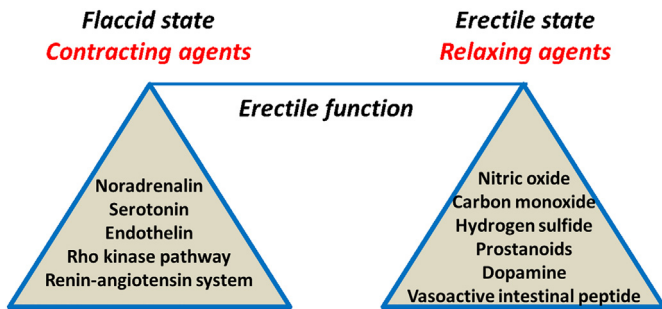 Flaccid state
Contracting agents
Erectile state
Relaxing agents
Erectile function
Noradrenalin
Serotonin
Endothelin
Rho kinase pathway
Renin-angiotensin system
Nitric oxide
Carbon monoxide
Hydrogen sulfide
Prostanoids
Dopamine
Vasoactive intestinal peptide